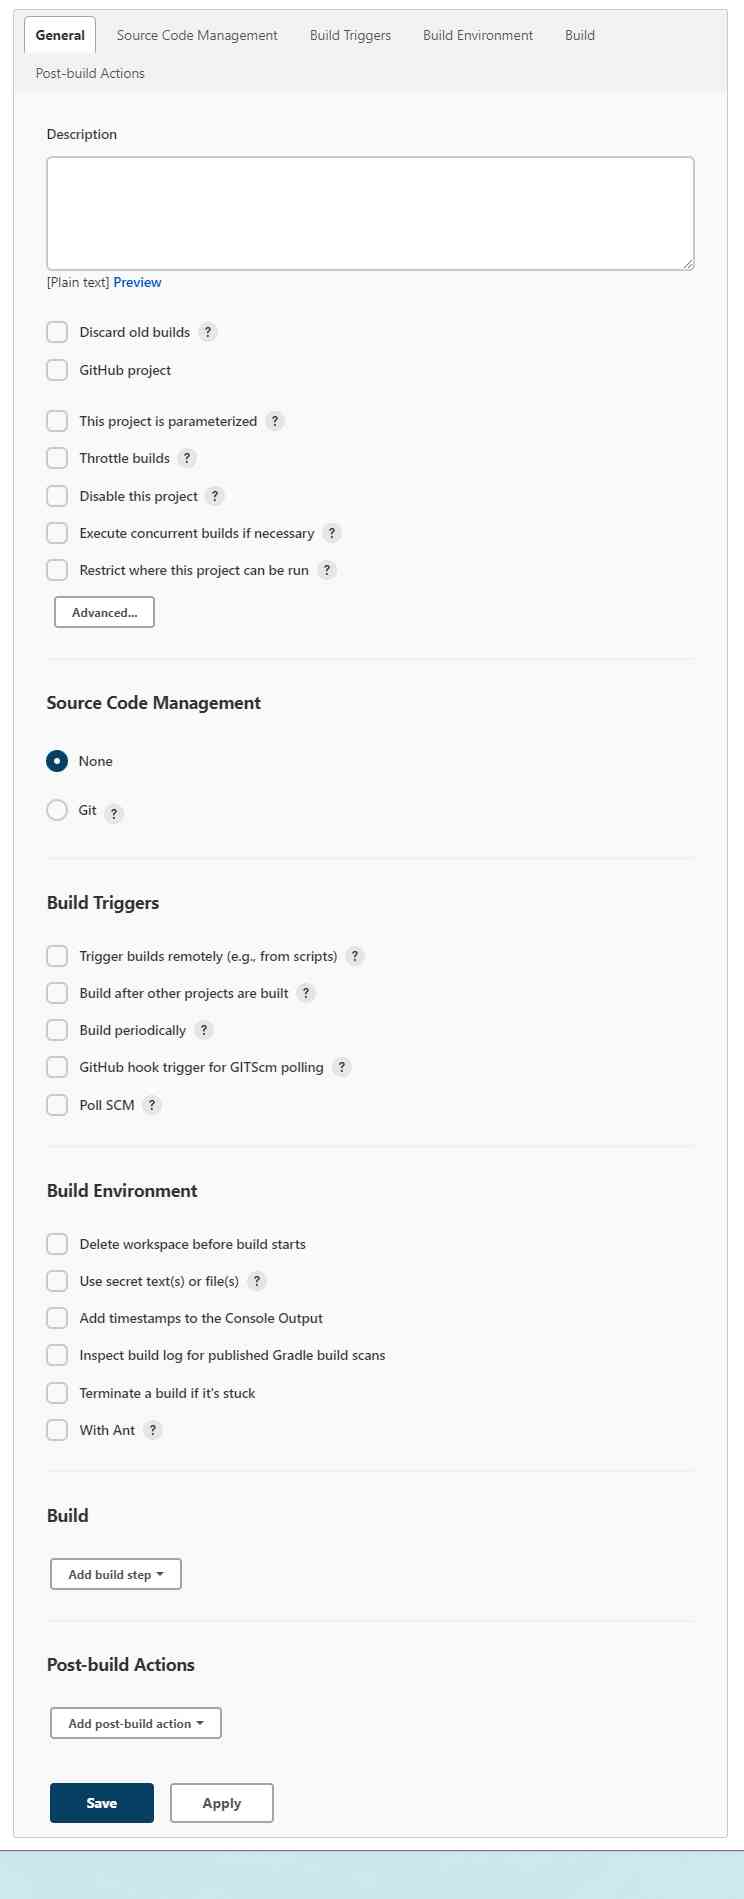 General Source Code Management Build Triggers Build Environment Build
Post-build Actions
Description
[Plain text] Preview
Discard old builds ?
GitHub project
This project is parameterized ?
Throttle builds ?
Disable this project ?
Execute concurrent builds if necessary ?
Restrict where this project can be run ?
Advanced...
Source Code Management
None
Git ?
Build Triggers
Trigger builds remotely (e.g., from scripts) ?
Build after other projects are built ?
Build periodically ?
GitHub hook trigger for GITScm polling ?
Poll SCM ?
Build Environment
Delete workspace before build starts
Use secret text(s) or file(s) ?
Add timestamps to the Console Output
Inspect build log for published Gradle build scans
Terminate a build if it's stuck
With Ant ?
Build
Add build step
Post-build Actions
Add post-build action
Save Apply